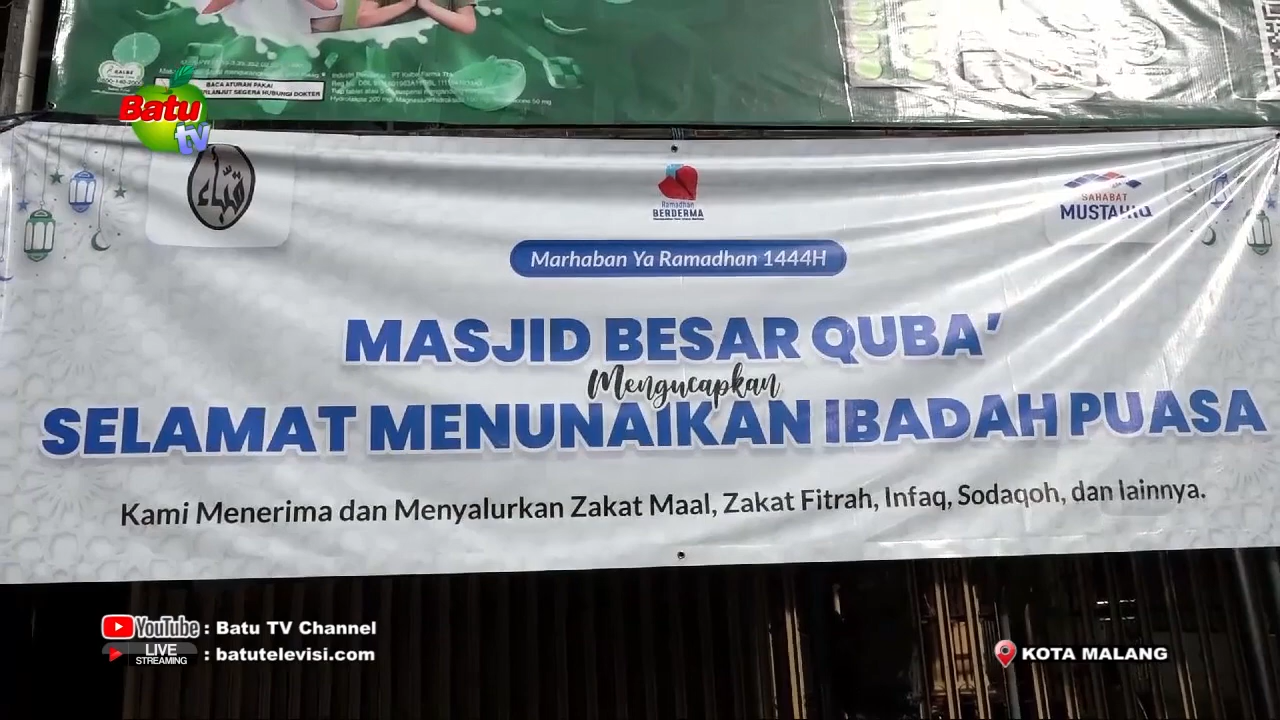 BACA ATURAN PAKAI
Batu
tv
قباء
Ramadhan
BERDERMA
SAHABAT
MUSTAHIQ
Marhaban Ya Ramadhan 1444H
MASJID BESAR QUBA’
Mengucapkan
SELAMAT MENUNAIKAN IBADAH PUASA
Kami Menerima dan Menyalurkan Zakat Maal, Zakat Fitrah, Infaq, Sodaqoh, dan lainnya.
YouTube : Batu TV Channel
LIVE STREAMING : batutelevisi.com
KOTA MALANG